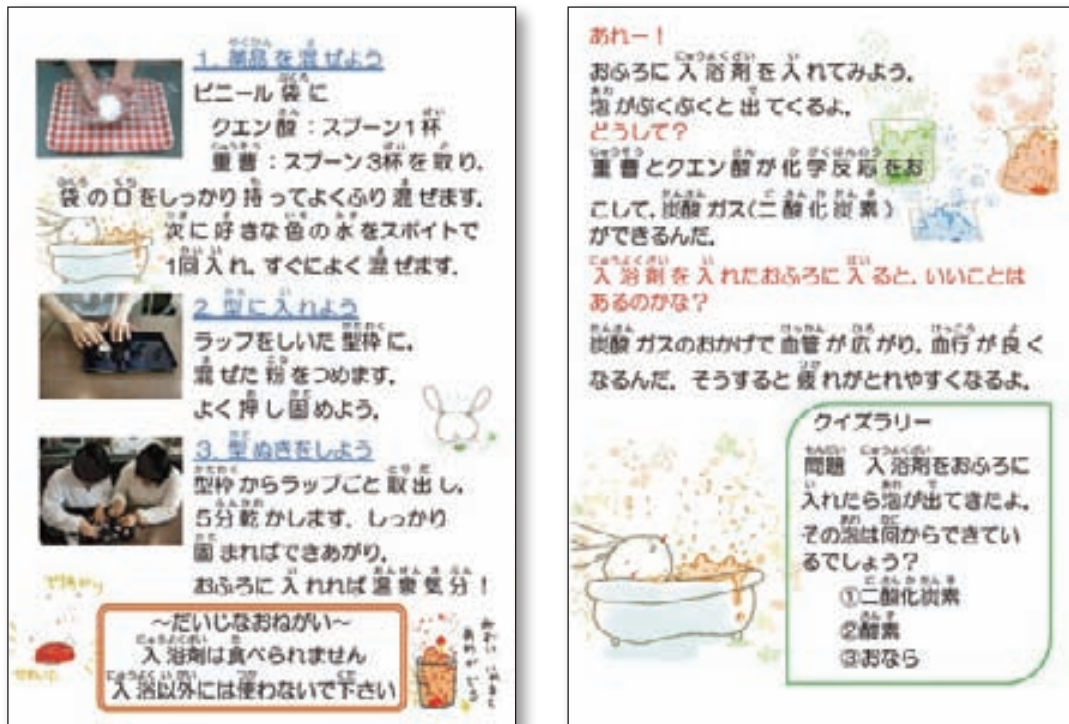 1. 薬品を混ぜよう
ビニール袋に
クエン酸：スプーン1杯
重曹：スプーン3杯を取り，
袋の口をしっかり持ってよくふり混ぜます．
次に好きな色の水をスポイトで
1回入れ，すぐによく混ぜます．
2. 型に入れよう
ラップをしいた型枠に，
混ぜた粉をつめます．
よく押し固めよう．
3. 型ぬきをしよう
型枠からラップごと取出し，
5分乾かします．しっかり
固まればできあがり．
おふろに入れれば温泉気分！
～だいじなおねがい～
入浴剤は食べられません
入浴以外には使わないで下さい
あれー！
おふろに入浴剤を入れてみよう．
泡がぶくぶくと出てくるよ．
どうして？
重曹とクエン酸が化学反応をお
こして，炭酸ガス(二酸化炭素)
ができるんだ．
入浴剤を入れたおふろに入ると，いいことは
あるのかな？
炭酸ガスのおかげで血管が広がり，血行が良く
なるんだ．そうすると疲れがとれやすくなるよ．
クイズラリー
問題 入浴剤をおふろに
入れたら泡が出てきたよ．
その泡は何からできてい
るでしょう？
①二酸化炭素
②酸素
③おなら